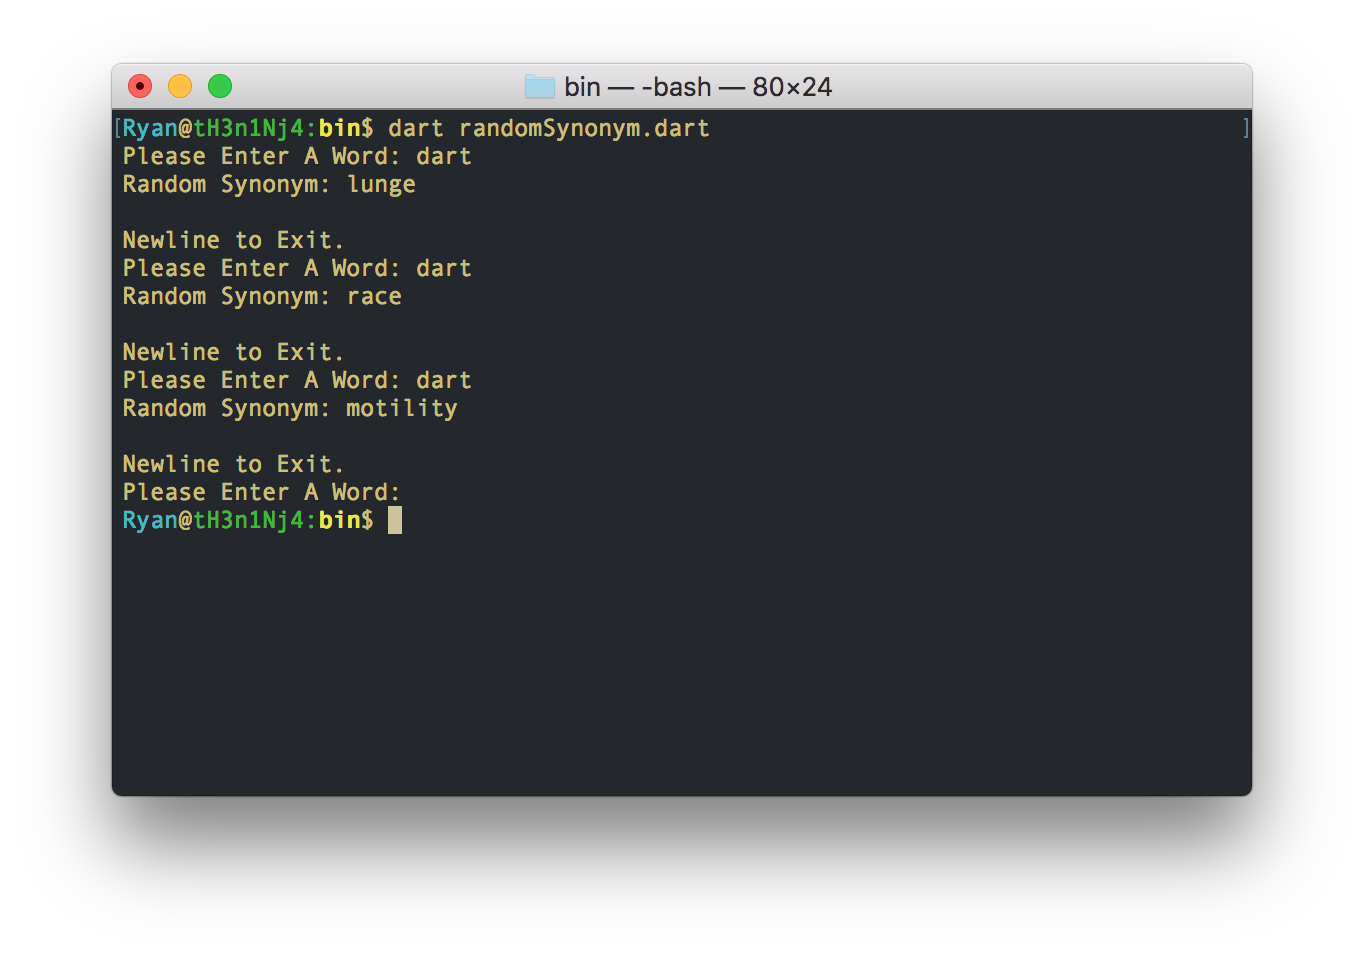 bin — -bash — 80×24
[Ryan@tH3n1Nj4:bin$ dart randomSynonym.dart ]
Please Enter A Word: dart
Random Synonym: lunge
Newline to Exit.
Please Enter A Word: dart
Random Synonym: race
Newline to Exit.
Please Enter A Word: dart
Random Synonym: motility
Newline to Exit.
Please Enter A Word:
Ryan@tH3n1Nj4:bin$